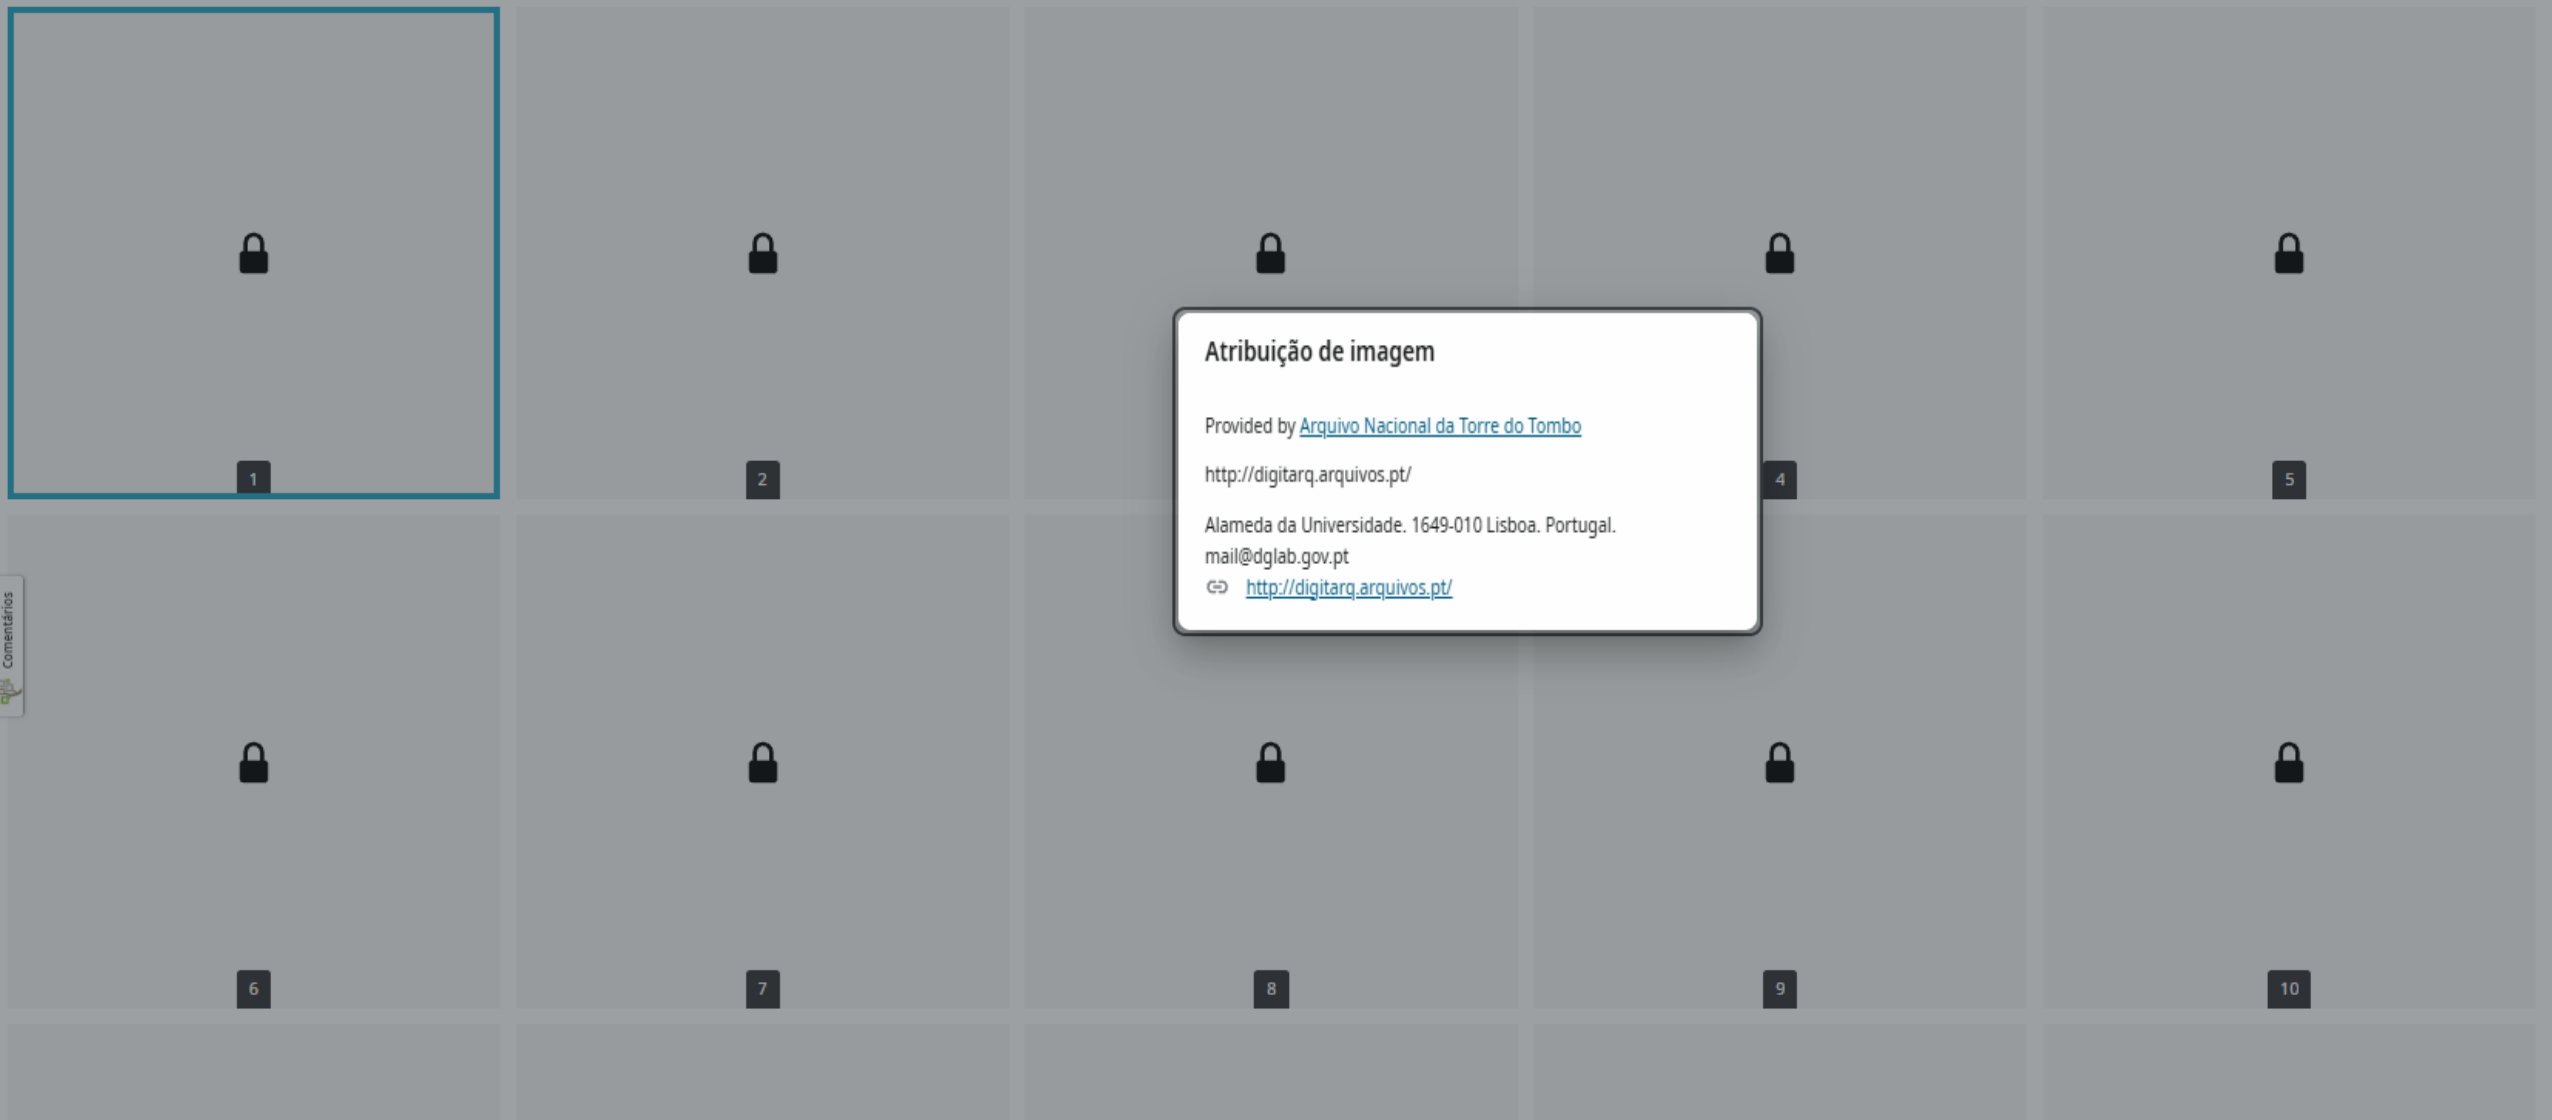 Atribuição de imagem
Provided by Arquivo Nacional da Torre do Tombo
http://digitarq.arquivos.pt/
Alameda da Universidade. 1649-010 Lisboa. Portugal.
mail@dglab.gov.pt
http://digitarq.arquivos.pt/
1
2
4
5
Comentários
6
7
8
9
10